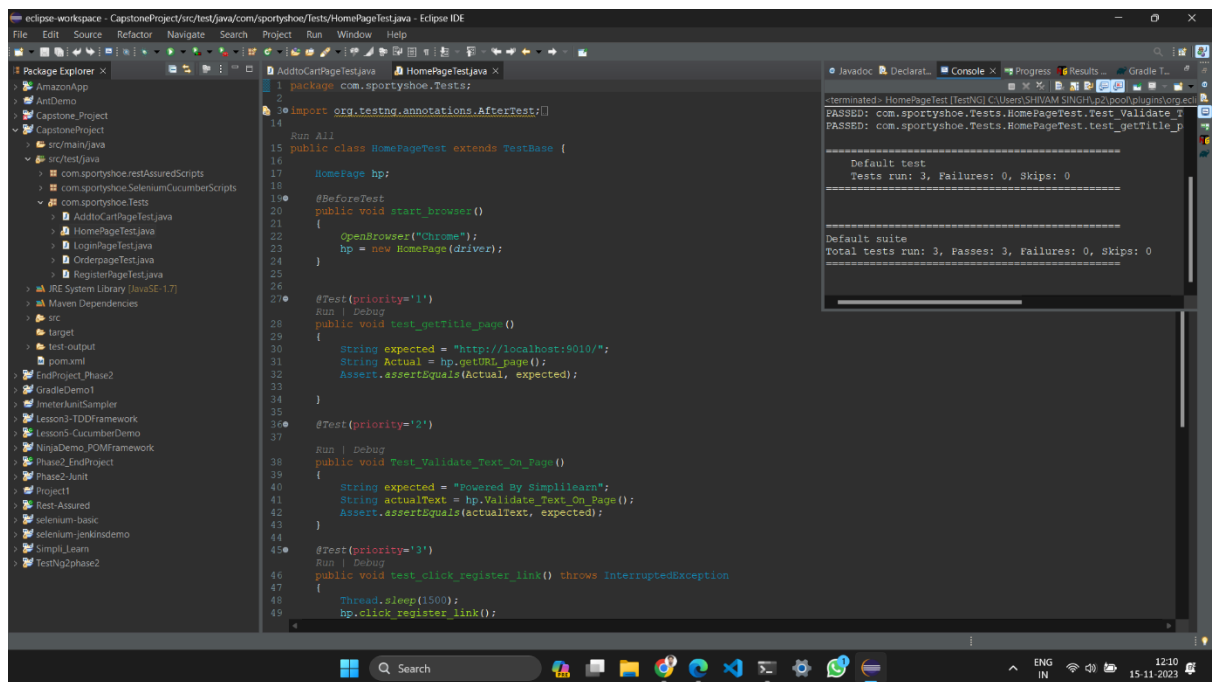 eclipse-workspace - CapstoneProject/src/test/java/com/sportyshoe/Tests/HomePageTest.java - Eclipse IDE
File Edit Source Refactor Navigate Search Project Run Window Help
Package Explorer
AmazonApp
AntDemo
Capstone_Project
CapstoneProject
src/main/java
src/test/java
com.sportyshoe.restAssuredScripts
com.sportyshoe.SeleniumCucumberScripts
com.sportyshoe.Tests
AddtoCartPageTest.java
HomePageTest.java
LoginPageTest.java
OrderpageTest.java
RegisterPageTest.java
JRE System Library [JavaSE-1.7]
Maven Dependencies
src
target
test-output
pom.xml
EndProject_Phase2
GradleDemo1
JmeterJunitSampler
Lesson3-TDDFramework
Lesson5-CucumberDemo
NinjaDemo_POMFramework
Phase2_EndProject
Phase2-Junit
Project1
Rest-Assured
selenium-basic
selenium-jenkinsdemo
Simpli_Learn
TestNg2phase2
AddtoCartPageTest.java HomePageTest.java
1 package com.sportyshoe.Tests;
2
3 import org.testng.annotations.AfterTest;
14
Run All
15 public class HomePageTest extends TestBase {
16
17 HomePage hp;
18
19 @BeforeTest
20 public void start_browser()
21 {
22 OpenBrowser("Chrome");
23 hp = new HomePage(driver);
24 }
25
26
27 @Test(priority='1')
Run | Debug
28 public void test_getTitle_page()
29 {
30 String expected = "http://localhost:9010/";
31 String Actual = hp.getURL_page();
32 Assert.assertEquals(Actual, expected);
33
34 }
35
36 @Test(priority='2')
37
Run | Debug
38 public void Test_Validate_Text_On_Page()
39 {
40 String expected = "Powered By Simplilearn";
41 String actualText = hp.Validate_Text_On_Page();
42 Assert.assertEquals(actualText, expected);
43 }
44
45 @Test(priority='3')
Run | Debug
46 public void test_click_register_link() throws InterruptedException
47 {
48 Thread.sleep(1500);
49 hp.click_register_link();
Javadoc Declarat... Console Progress Results ... Gradle T...
<terminated> HomePageTest [TestNG] C:\Users\SHIVAM SINGH\.p2\pool\plugins\org.ecli
PASSED: com.sportyshoe.Tests.HomePageTest.Test_Validate_T
PASSED: com.sportyshoe.Tests.HomePageTest.test_getTitle_p
===============================================
Default test
Tests run: 3, Failures: 0, Skips: 0
===============================================
===============================================
Default suite
Total tests run: 3, Passes: 3, Failures: 0, Skips: 0
===============================================
Search
PRE
ENG
IN
12:10
15-11-2023